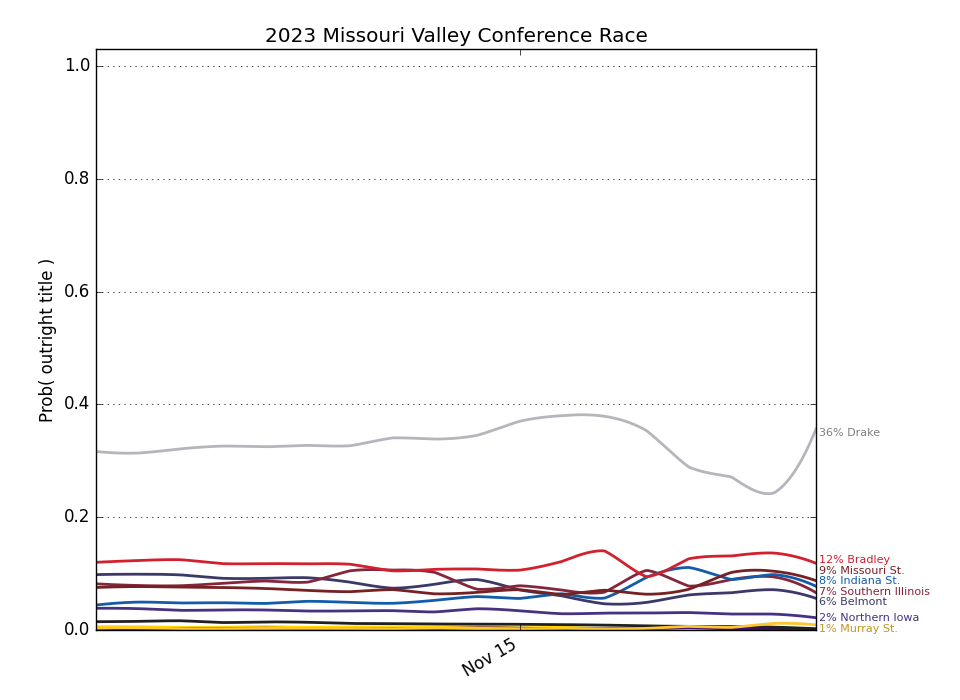 2023 Missouri Valley Conference Race
1.0
0.8
0.6
0.4
0.2
0.0
Prob( outright title )
Nov 15
36% Drake
12% Bradley
9% Missouri St.
8% Indiana St.
7% Southern Illinois
6% Belmont
2% Northern Iowa
1% Murray St.